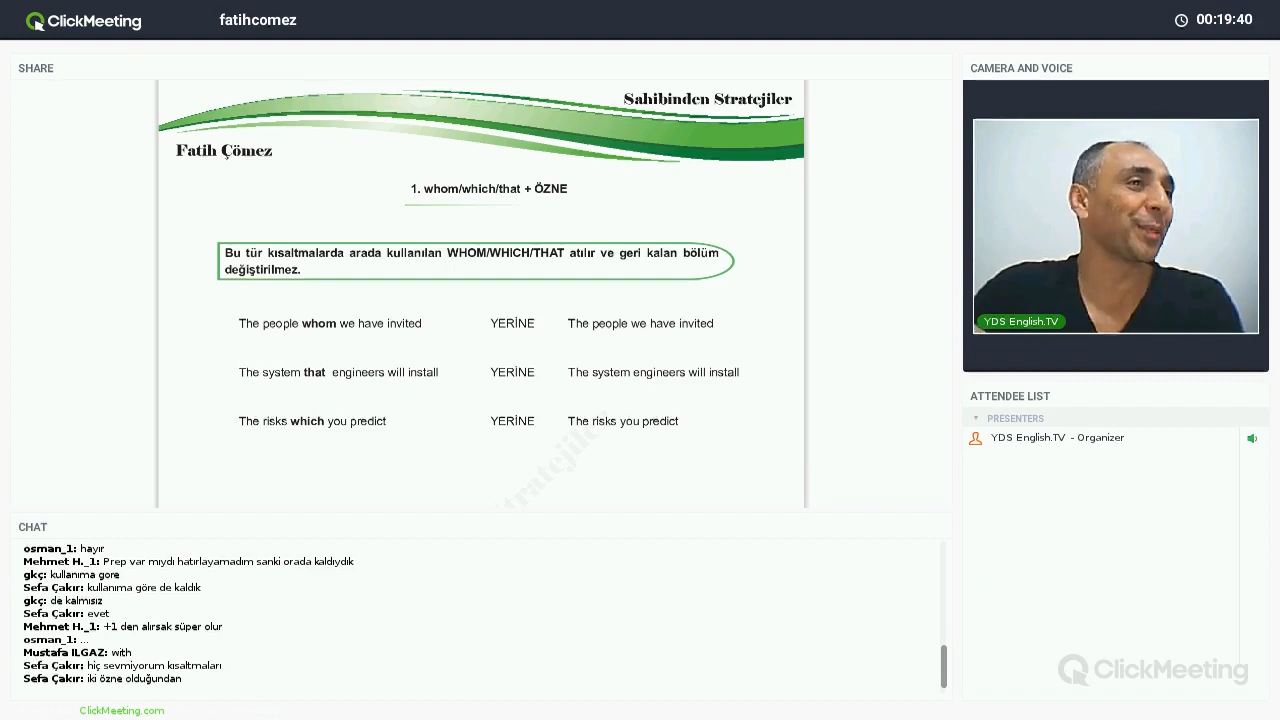 ClickMeeting
fatihcomez
00:19:40
SHARE
Sahibinden Stratejiler
Fatih Çömez
1. whom/which/that + ÖZNE
Bu tür kısaltmalarda arada kullanılan WHOM/WHICH/THAT atılır ve geri kalan bölüm
değiştirilmez.
The people whom we have invited YERİNE The people we have invited
The system that engineers will install YERİNE The system engineers will install
The risks which you predict YERİNE The risks you predict
CAMERA AND VOICE
YDS English.TV
ATTENDEE LIST
PRESENTERS
YDS English.TV - Organizer
CHAT
osman_1: hayır
Mehmet H._1: Prep var mıydı hatırlayamadım sanki orada kaldıydık
gkç: kullanıma gore
Sefa Çakır: kullanıma göre de kaldık
gkç: de kalmısız
Sefa Çakır: evet
Mehmet H._1: +1 den alırsak süper olur
osman_1: ...
Mustafa ILGAZ: with
Sefa Çakır: hiç sevmiyorum kısaltmaları
Sefa Çakır: iki özne olduğundan
ClickMeeting
ClickMeeting.com